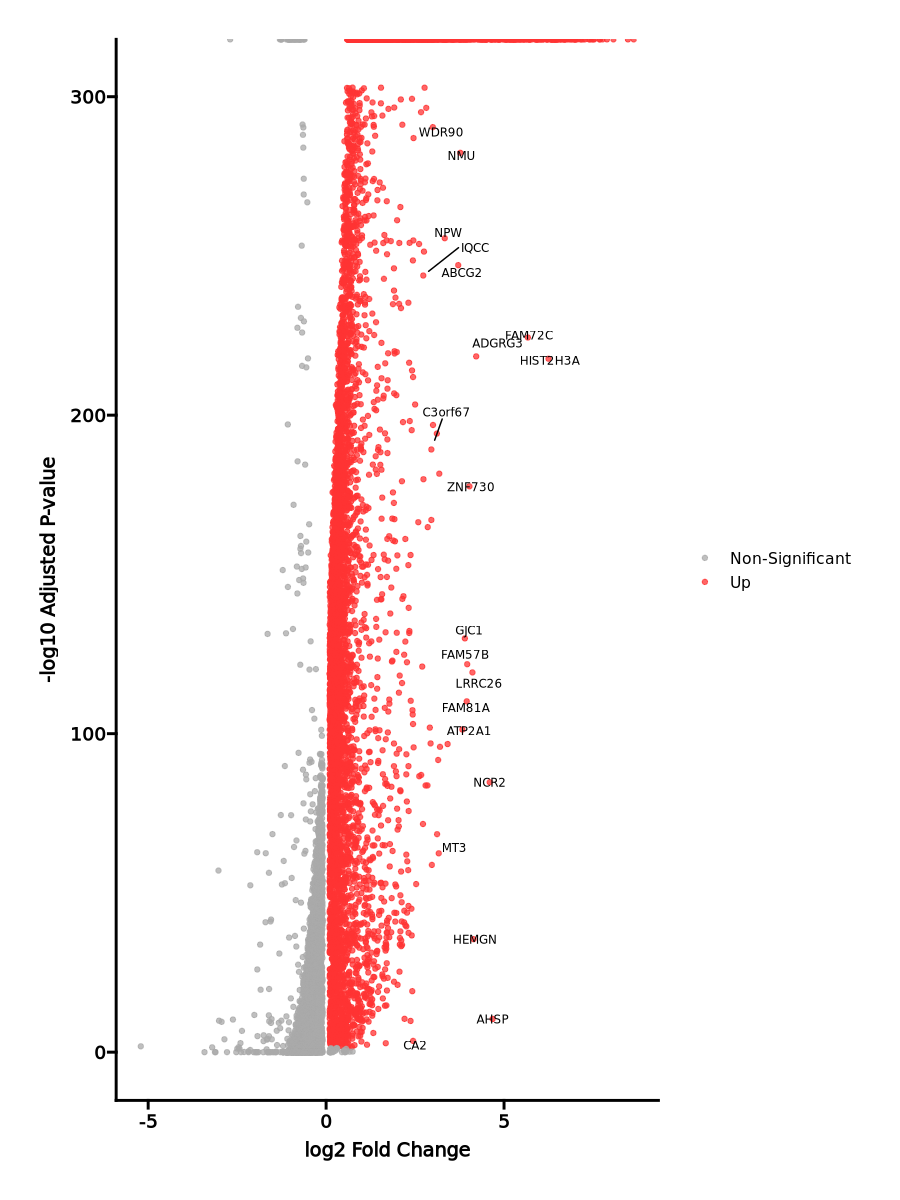 300
WDR90
NMU
NPW
IQCC
ABCG2
FAM72C
ADGRG3
HIST2H3A
200
C3orf67
ZNF730
-log10 Adjusted P-value
Non-Significant
Up
GJC1
FAM57B
LRRC26
FAM81A
100
ATP2A1
NCR2
MT3
HEMGN
AHSP
CA2
0
-5 0 5
log2 Fold Change